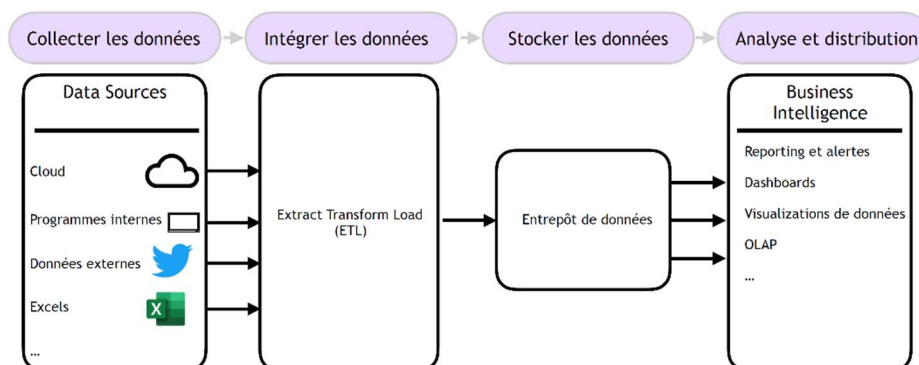 Collecter les données
Intégrer les données
Stocker les données
Analyse et distribution
Data Sources
Cloud
Programmes internes
Données externes
Excels
X
...
Extract Transform Load
(ETL)
Entrepôt de données
Business
Intelligence
Reporting et alertes
Dashboards
Visualizations de données
OLAP
...